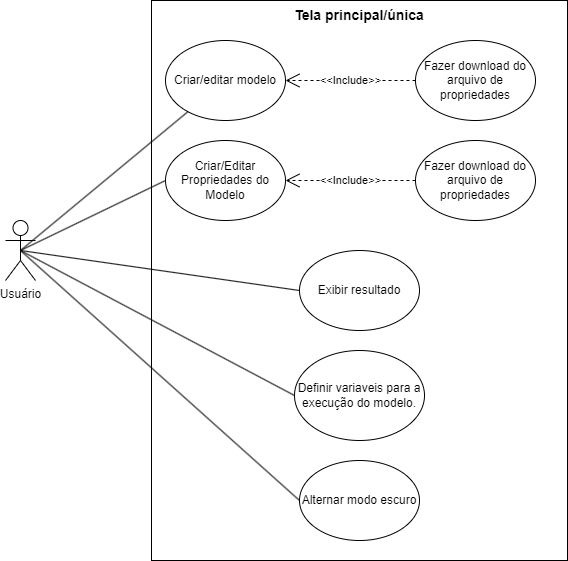 Tela principal/única
Criar/editar modelo
<<Include>>
Fazer download do
arquivo de
propriedades
Criar/Editar
Propriedades do
Modelo
<<Include>>
Fazer download do
arquivo de
propriedades
Usuário
Exibir resultado
Definir variaveis para a
execução do modelo.
Alternar modo escuro